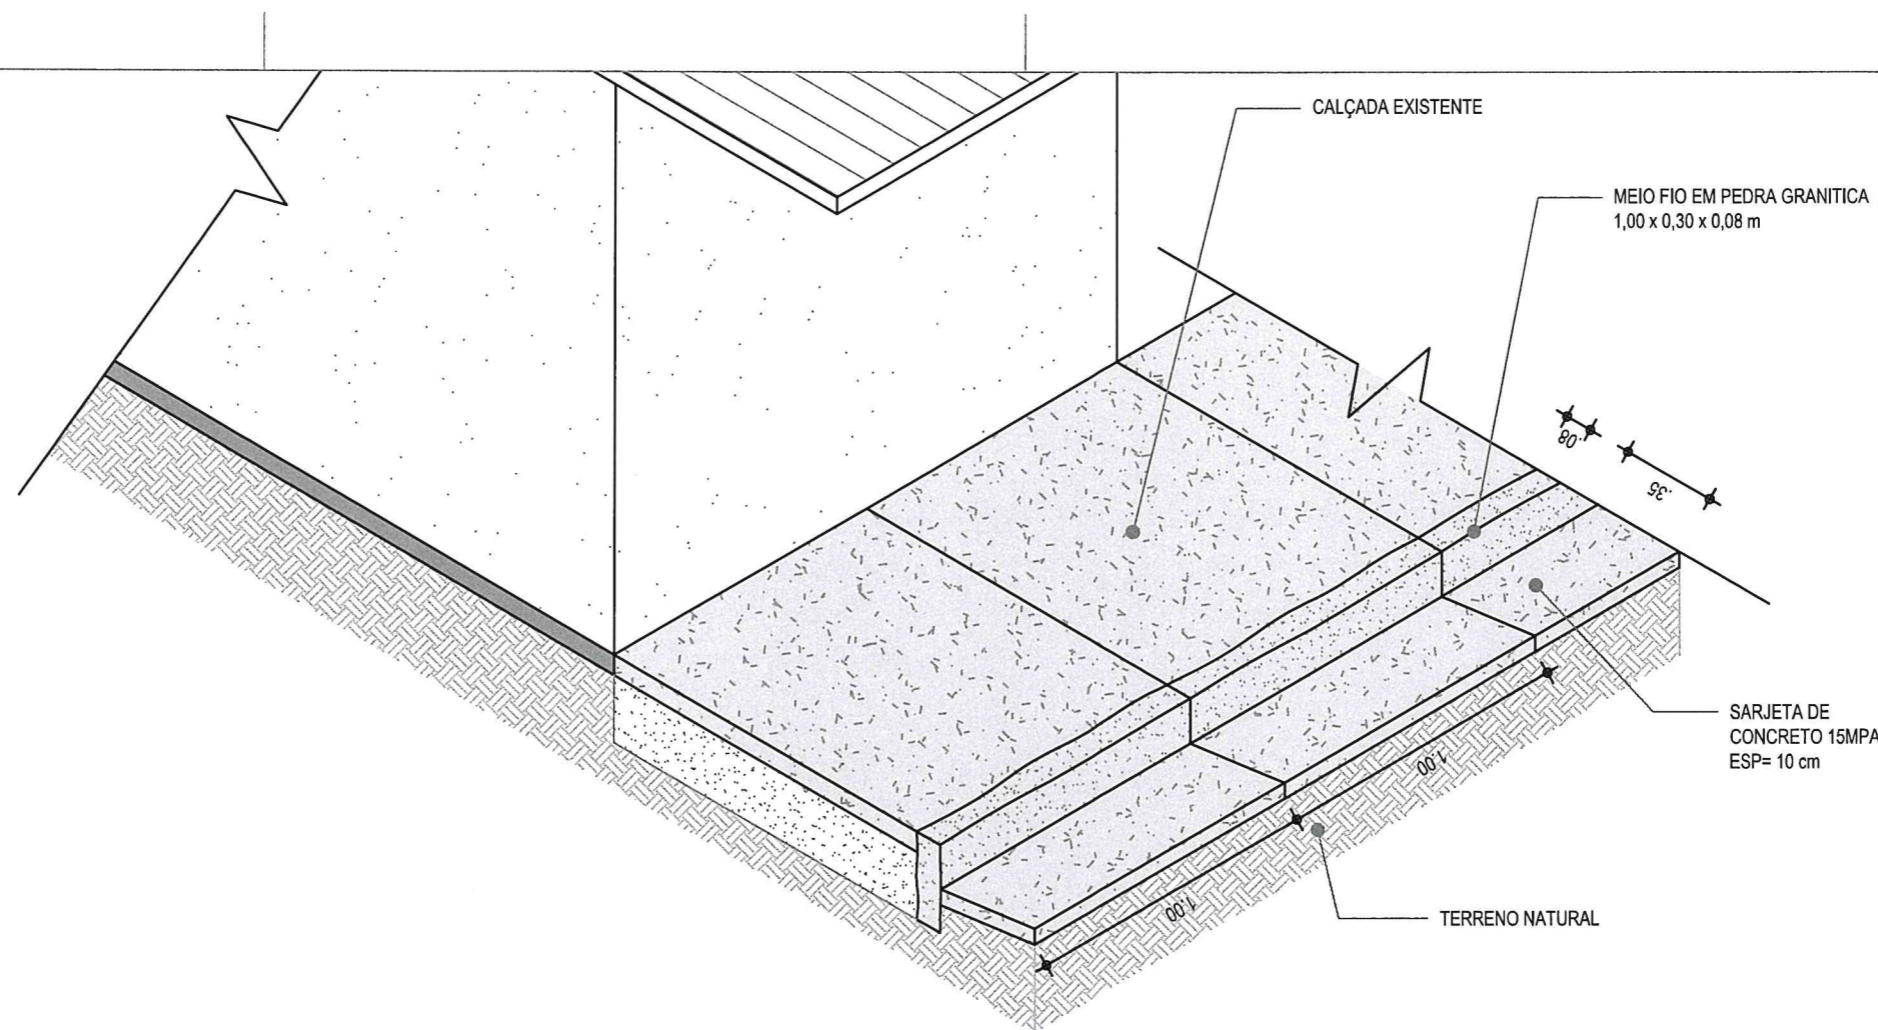 CALÇADA EXISTENTE
MEIO FIO EM PEDRA GRANITICA
1,00 x 0,30 x 0,08 m
.08
.35
SARJETA DE
CONCRETO 15MPA
ESP= 10 cm
1.00
1.00
TERRENO NATURAL